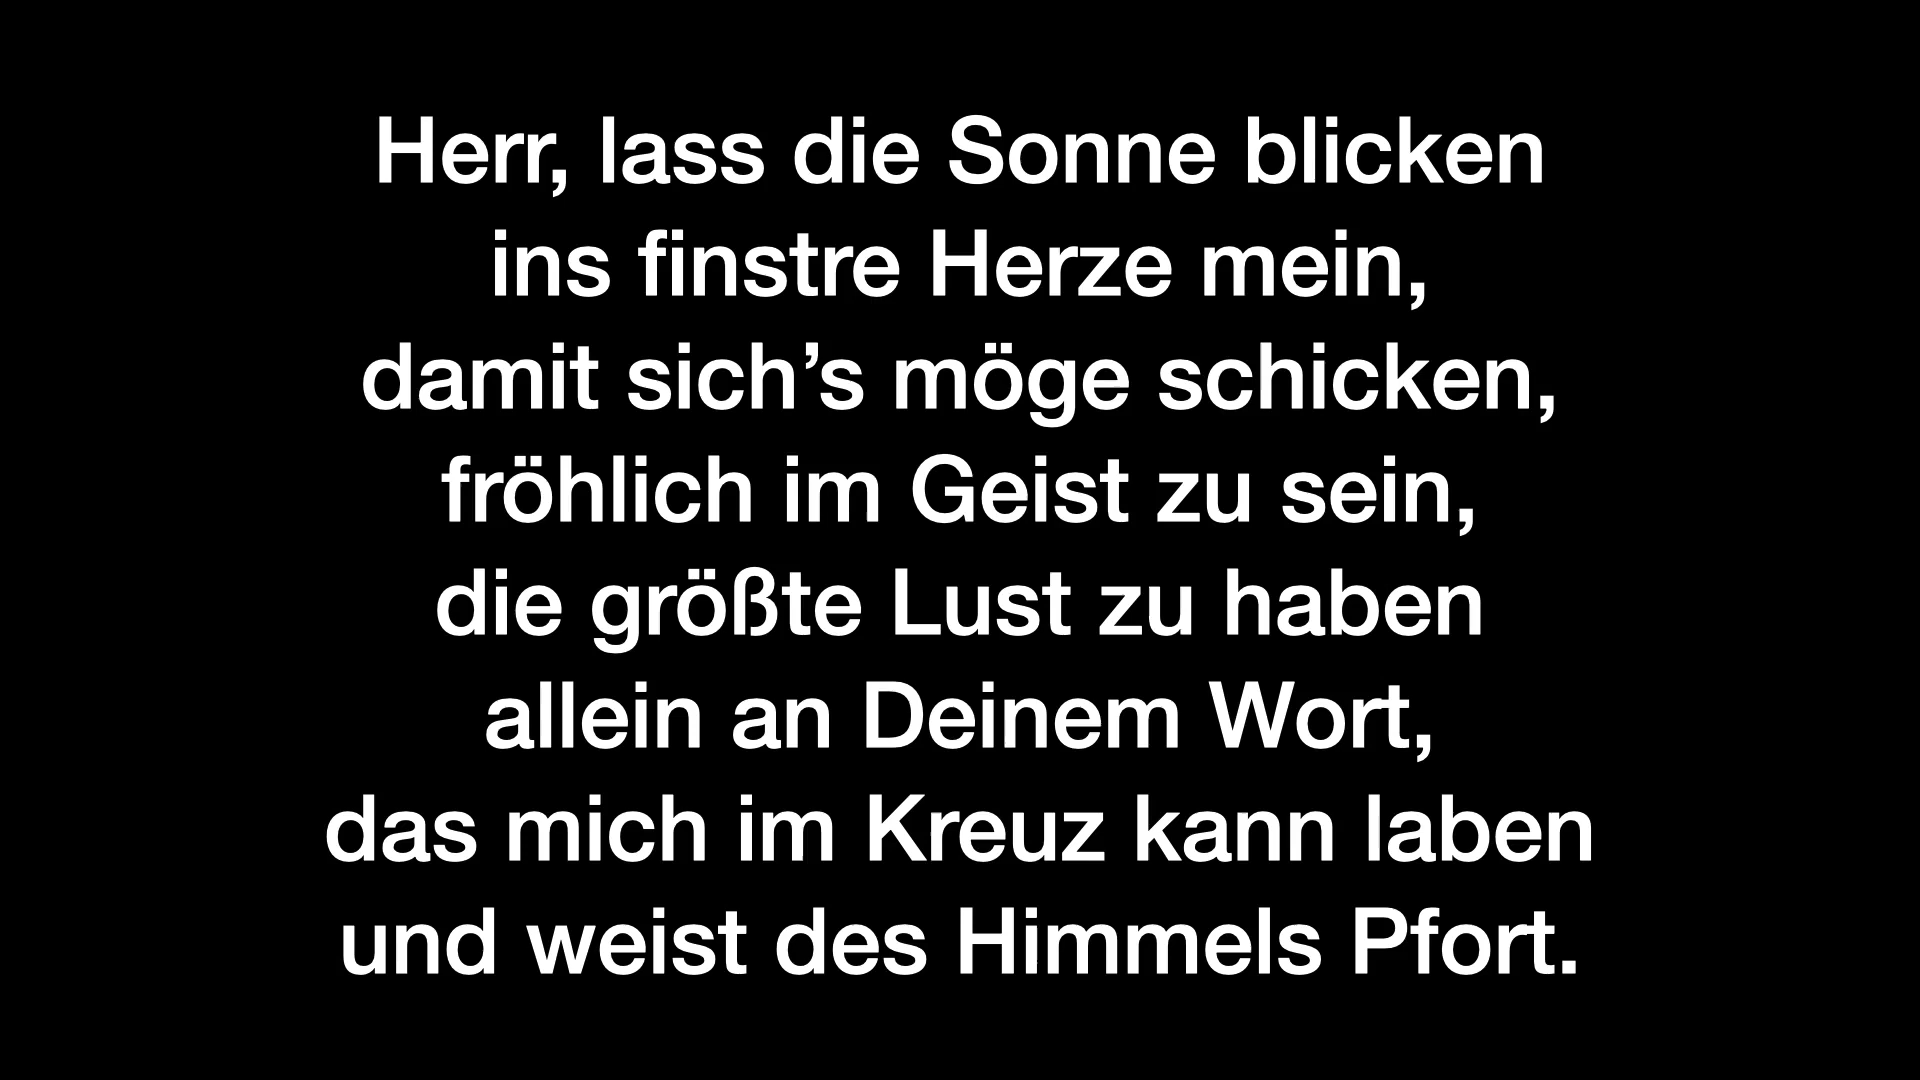 Herr, lass die Sonne blicken
ins finstre Herze mein,
damit sich’s möge schicken,
fröhlich im Geist zu sein,
die größte Lust zu haben
allein an Deinem Wort,
das mich im Kreuz kann laben
und weist des Himmels Pfort.